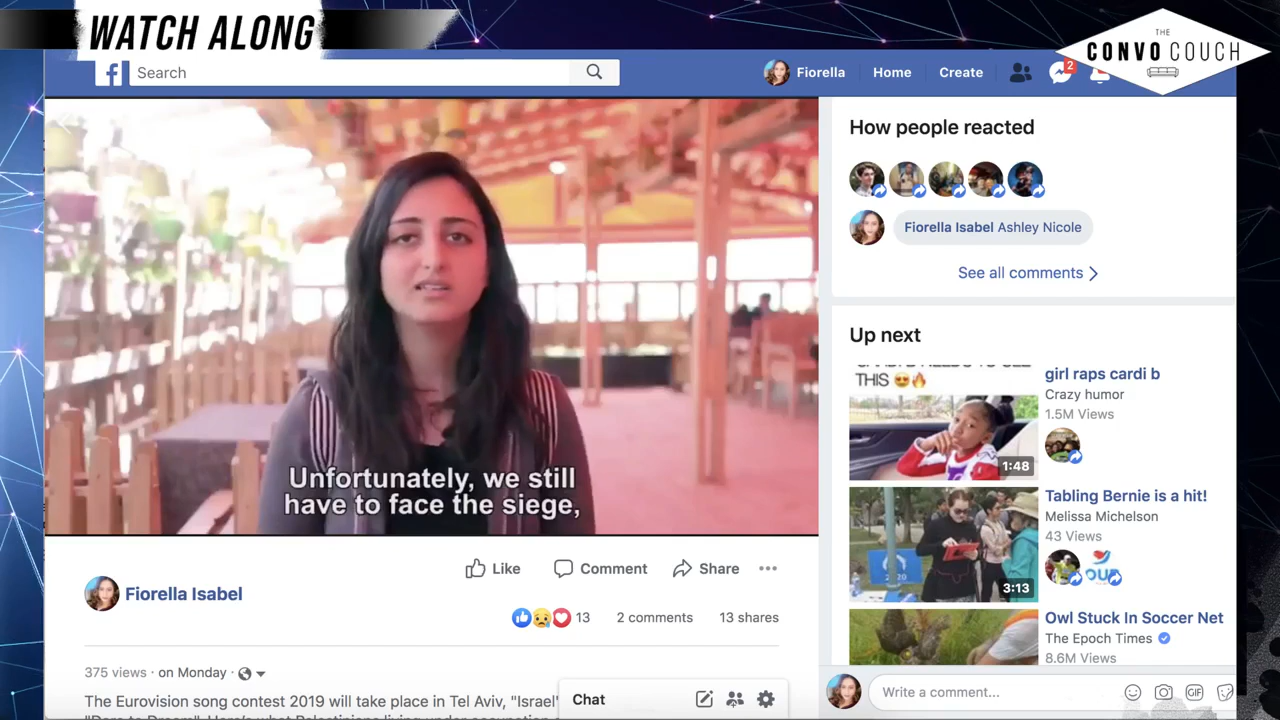 WATCH ALONG
THE
CONVO COUCH
Search
Fiorella
Home
Create
2
How people reacted
Fiorella Isabel Ashley Nicole
See all comments
Up next
THIS 😍🔥
1:48
girl raps cardi b
Crazy humor
1.5M Views
2020
3:13
Tabling Bernie is a hit!
Melissa Michelson
43 Views
Owl Stuck In Soccer Net
The Epoch Times
8.6M Views
Unfortunately, we still
have to face the siege,
Like
Comment
Share
Fiorella Isabel
13
2 comments
13 shares
375 views · on Monday ·
The Eurovision song contest 2019 will take place in Tel Aviv, "Israel"
Chat
Write a comment...
GIF